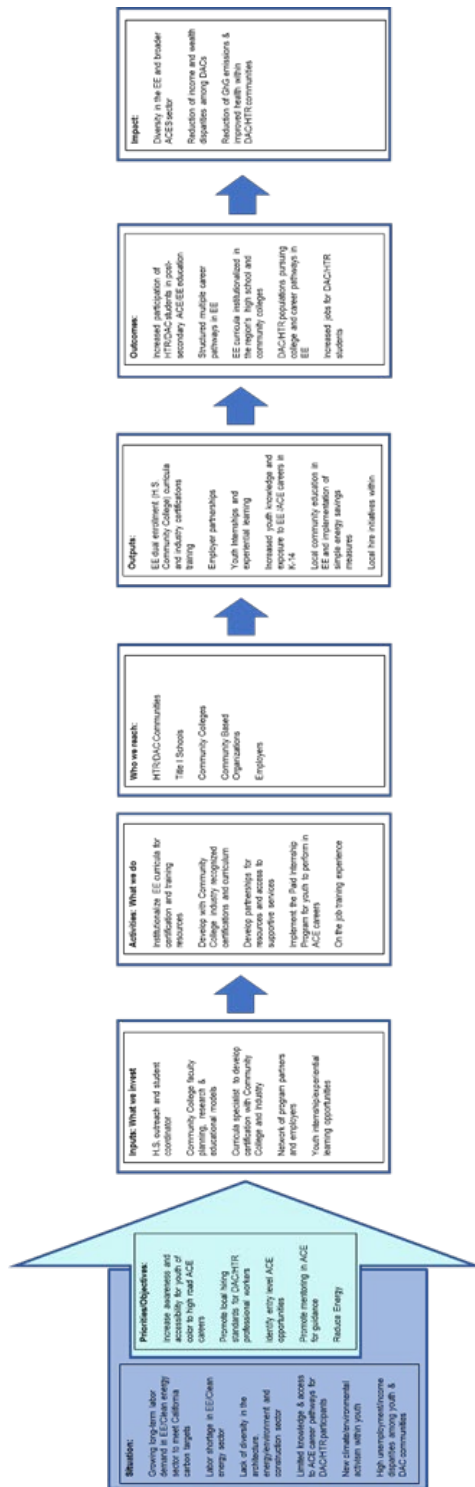 Situation:
Growing long-term labor
demand in EE/Clean energy
sector to meet California
carbon targets
Labor shortage in EE/Clean
energy sector
Lack of diversity in the
architecture,
energy/environment and
construction sector
Limited knowledge & access
to ACE career pathways for
DAC/HTR participants
New climate/environmental
activism within youth
High unemployment/income
disparities among youth &
DAC communities
Priorities/Objectives:
Increase awareness and
accessibility for youth of
color to high road ACE
careers
Promote local hiring
standards for DAC/HTR
professional workers
Identify entry level ACE
opportunities
Promote mentoring in ACE
for guidance
Reduce Energy
Inputs: What we invest
H.S. outreach and student
coordinator
Community College faculty
planning, research &
educational models
Curricula specialist to develop
certification with Community
College and Industry
Network of program partners
and employers
Youth internship/experiential
learning opportunities
Activities: What we do
Institutionalize EE curricula for
certification and training
resources
Develop with Community
College industry recognized
certifications and curriculum
Develop partnerships for
resources and access to
supportive services
Implement the Paid Internship
Program for youth to perform in
ACE careers
On the job training experience
Who we reach:
HTR/DAC Communities
Title I Schools
Community Colleges
Community Based
Organizations
Employers
Outputs:
EE dual enrollment (H.S.
Community College) curricula
and industry certifications
training
Employer partnerships
Youth Internships and
experiential learning
Increased youth knowledge and
exposure to EE /ACE careers in
K-14
Local community education in
EE and implementation of
simple energy savings
measures
Local hire initiatives within
Outcomes:
Increased participation of
HTR/DAC students in post-
secondary ACE/EE education
Structured multiple career
pathways in EE
EE curricula institutionalized in
the region's high school and
community colleges
DAC/HTR populations pursuing
college and career pathways in
EE
Increased jobs for DAC/HTR
students
Impact:
Diversity in the EE and broader
ACES sector
Reduction of income and wealth
disparities among DACs
Reduction of GhG emissions &
improved health within
DAC/HTR communities